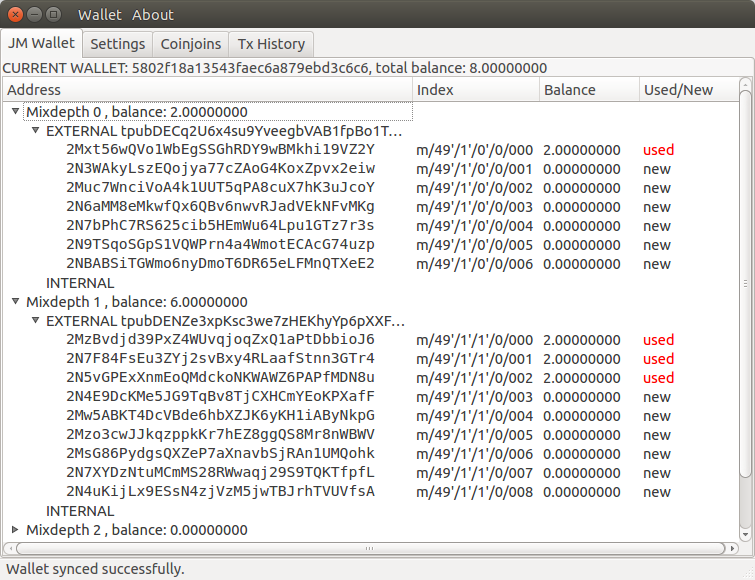 Wallet About
JM Wallet Settings Coinjoins Tx History
CURRENT WALLET: 5802f18a13543faec6a879ebd3c6c6, total balance: 8.00000000
Address Index Balance Used/New
Mixdepth 0 , balance: 2.00000000
EXTERNAL tpubDECq2U6x4su9YveegbVAB1fpBo1T...
2Mxt56wQVo1WbEgSSGhRDY9wBMkhi19VZ2Y m/49'/1'/0'/0/000 2.00000000 used
2N3WAkyLszEQojya77cZAoG4KoxZpvx2eiw m/49'/1'/0'/0/001 0.00000000 new
2Muc7WnciVoA4k1UUT5qPA8cuX7hK3uJcoY m/49'/1'/0'/0/002 0.00000000 new
2N6aMM8eMkwfQx6QBv6nwvRJadVEkNFvMKg m/49'/1'/0'/0/003 0.00000000 new
2N7bPhC7RS625cib5HEmWu64Lpu1GTz7r3s m/49'/1'/0'/0/004 0.00000000 new
2N9TSqoSGpS1VQWPrn4a4WmotECAcG74uzp m/49'/1'/0'/0/005 0.00000000 new
2NBABSiTGWmo6nyDmoT6DR65eLFMnQTXeE2 m/49'/1'/0'/0/006 0.00000000 new
INTERNAL
Mixdepth 1 , balance: 6.00000000
EXTERNAL tpubDENZe3xpKsc3we7zHEKhyYp6pXXF...
2MzBvdjd39PxZ4WUvqjoqZxQ1aPtDbbioJ6 m/49'/1'/1'/0/000 2.00000000 used
2N7F84FsEu3ZYj2svBxy4RLaafStnn3GTr4 m/49'/1'/1'/0/001 2.00000000 used
2N5vGPExXnmEoQMdckoNKWAWZ6PAPfMDN8u m/49'/1'/1'/0/002 2.00000000 used
2N4E9DcKMe5JG9TqBv8TjCXHCmYEoKPXafF m/49'/1'/1'/0/003 0.00000000 new
2Mw5ABKT4DcVBde6hbXZJK6yKH1iAByNkpG m/49'/1'/1'/0/004 0.00000000 new
2Mzo3cwJJkqzppkKr7hEZ8ggQS8Mr8nWBWV m/49'/1'/1'/0/005 0.00000000 new
2MsG86PydgsQXZeP7aXnavbSjRAn1UMQohk m/49'/1'/1'/0/006 0.00000000 new
2N7XYDzNtuMCmMS28RWwaqj29S9TQKTfpfL m/49'/1'/1'/0/007 0.00000000 new
2N4uKijLx9ESsN4zjVzM5jwTBJrhTVUVfsA m/49'/1'/1'/0/008 0.00000000 new
INTERNAL
Mixdepth 2 , balance: 0.00000000
Wallet synced successfully.